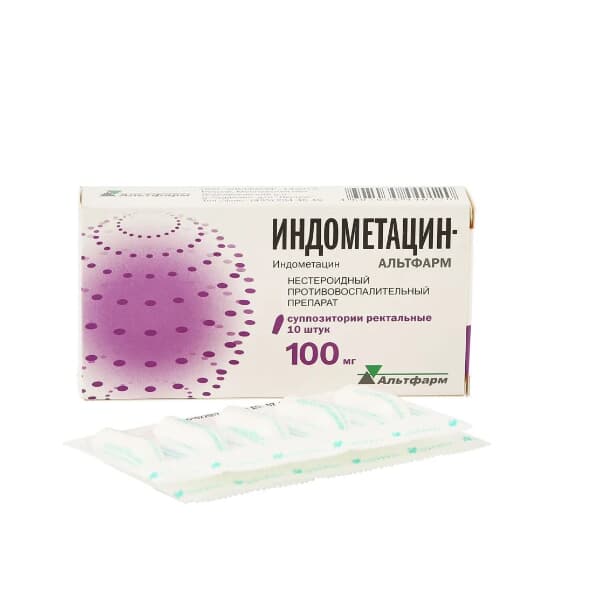 Альтфарм
ИНДОМЕТАЦИН-
АЛЬТФАРМ
Индометацин
НЕСТЕРОИДНЫЙ
ПРОТИВОВОСПАЛИТЕЛЬНЫЙ
ПРЕПАРАТ
суппозитории ректальные
10 штук
100 мг
Альтфарм